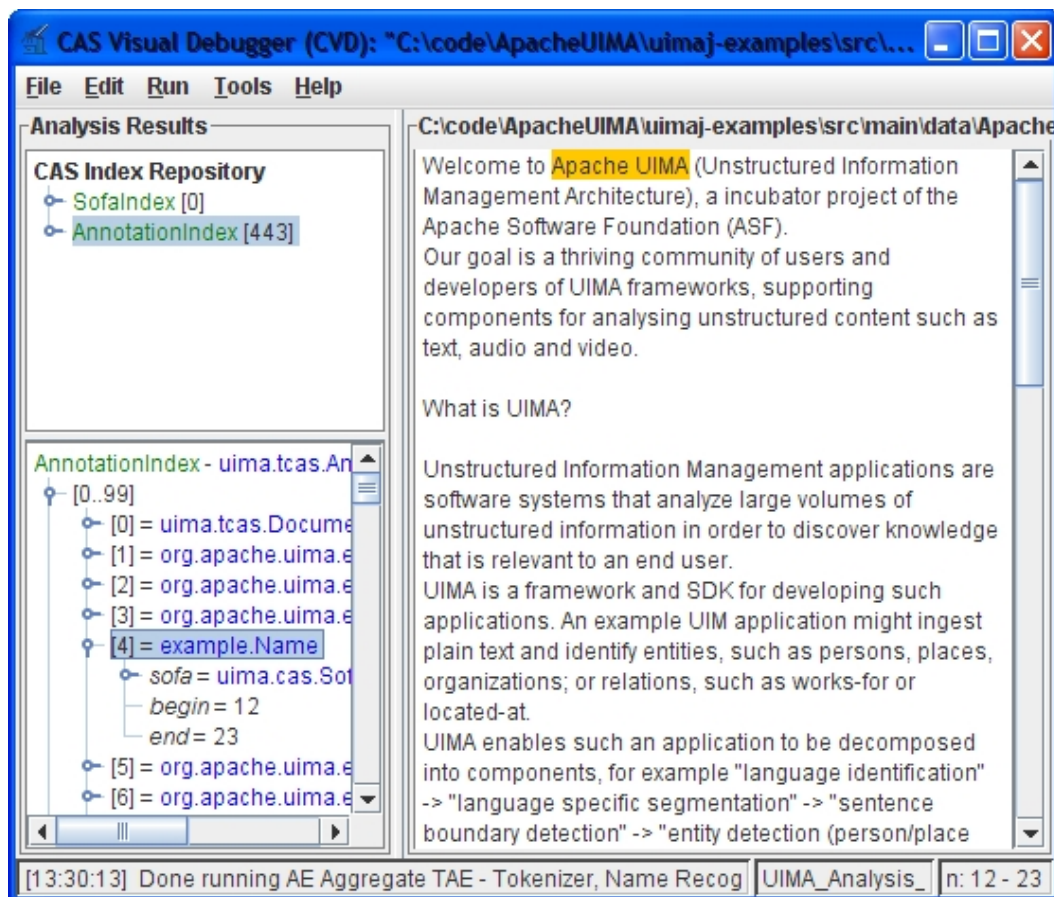 CAS Visual Debugger (CVD): "C:\code\ApacheUIMA\uimaj-examples\src\...
File Edit Run Tools Help
Analysis Results
CAS Index Repository
SofaIndex [0]
AnnotationIndex [443]
AnnotationIndex - uima.tcas.An
[0..99]
[0] = uima.tcas.Docume
[1] = org.apache.uima.e
[2] = org.apache.uima.e
[3] = org.apache.uima.e
[4] = example.Name
sofa = uima.cas.Sof
begin = 12
end = 23
[5] = org.apache.uima.e
[6] = org.apache.uima.e
C:\code\ApacheUIMA\uimaj-examples\src\main\data\Apache
Welcome to Apache UIMA (Unstructured Information
Management Architecture), a incubator project of the
Apache Software Foundation (ASF).
Our goal is a thriving community of users and
developers of UIMA frameworks, supporting
components for analysing unstructured content such as
text, audio and video.
What is UIMA?
Unstructured Information Management applications are
software systems that analyze large volumes of
unstructured information in order to discover knowledge
that is relevant to an end user.
UIMA is a framework and SDK for developing such
applications. An example UIM application might ingest
plain text and identify entities, such as persons, places,
organizations; or relations, such as works-for or
located-at.
UIMA enables such an application to be decomposed
into components, for example "language identification"
-> "language specific segmentation" -> "sentence
boundary detection" -> "entity detection (person/place
[13:30:13] Done running AE Aggregate TAE - Tokenizer, Name Recog
UIMA_Analysis_
n: 12 - 23